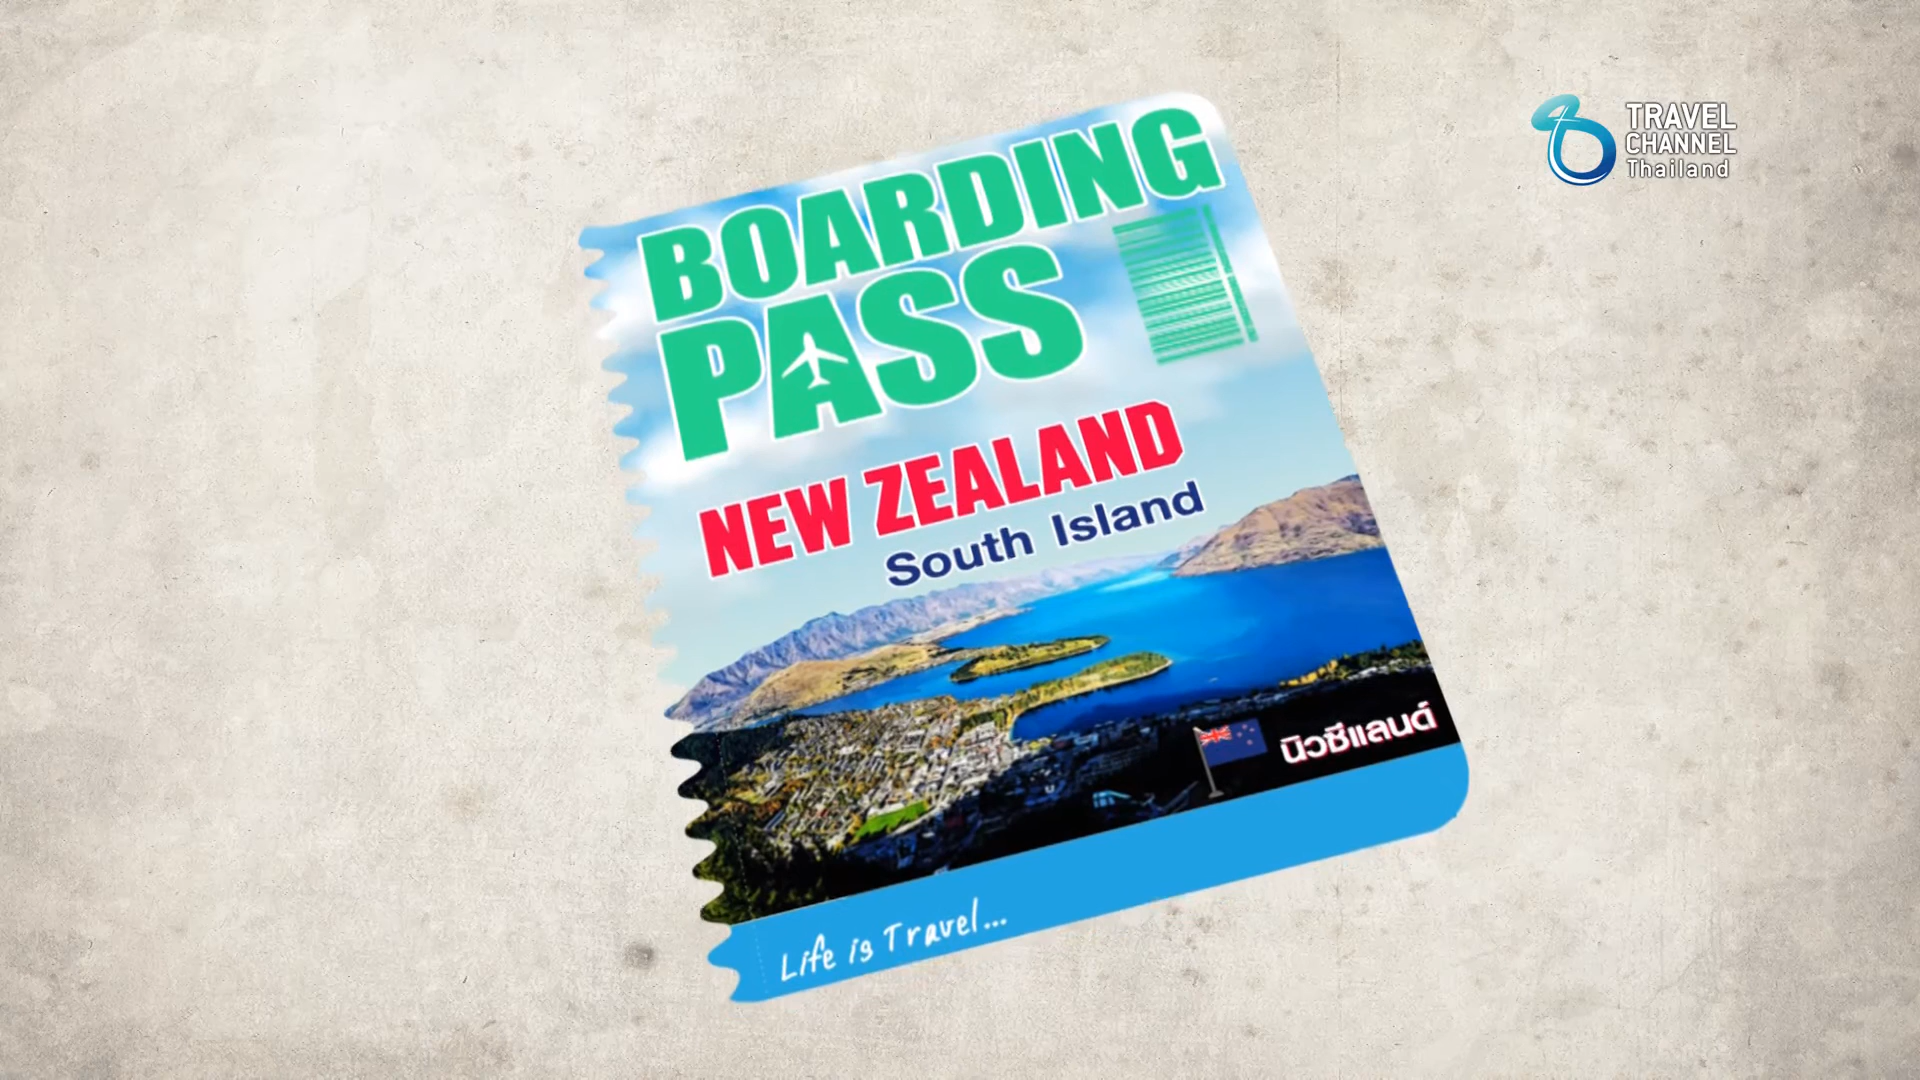 BOARDING
PASS
NEW ZEALAND
South Island
นิวซีแลนด์
Life is Travel...
TRAVEL
CHANNEL
Thailand